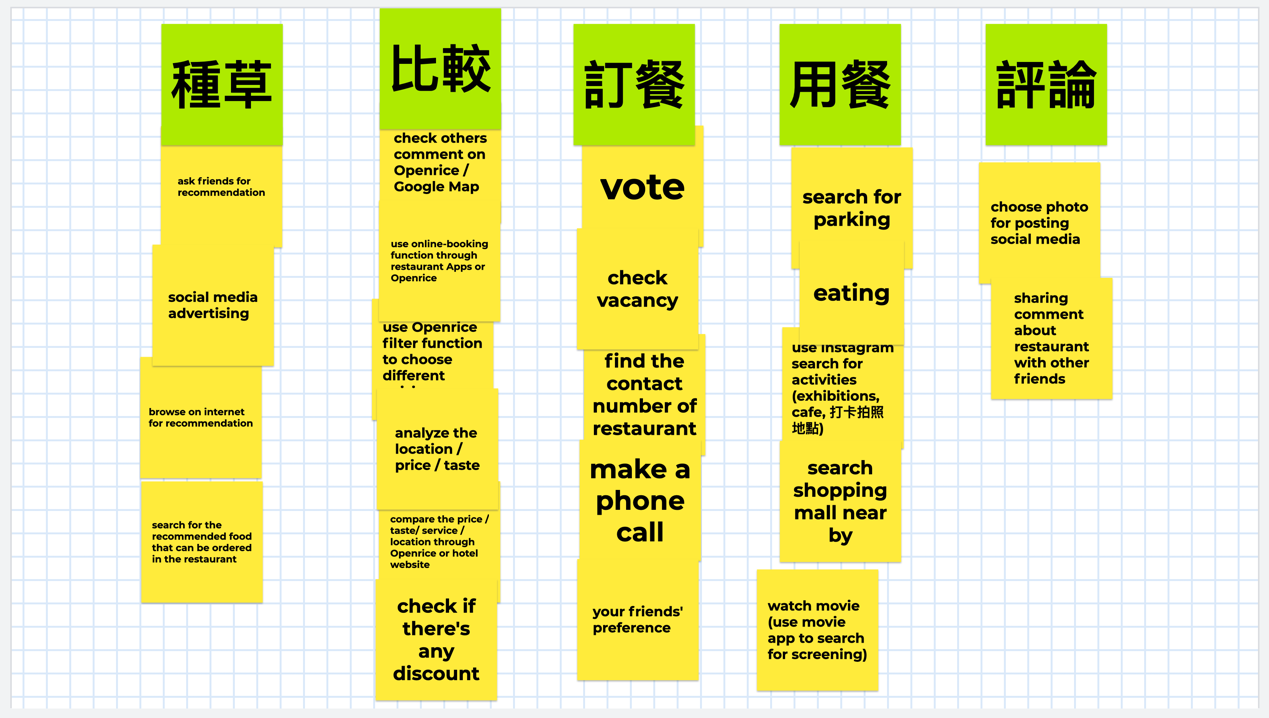 種草
ask friends for
recommendation
social media
advertising
browse on internet
for recommendation
search for the
recommended food
that can be ordered
in the restaurant
比較
check others
comment on
Openrice /
Google Map
use online-booking
function through
restaurant Apps or
Openrice
use Openrice
filter function
to choose
different
analyze the
location /
price / taste
compare the price /
taste/ service /
location through
Openrice or hotel
website
check if
there's
any
discount
訂餐
vote
check
vacancy
find the
contact
number of
restaurant
make a
phone
call
your friends'
preference
用餐
search for
parking
eating
use instagram
search for
activities
(exhibitions,
cafe, 打卡拍照
地點)
search
shopping
mall near
by
watch movie
(use movie
app to search
for screening)
評論
choose photo
for posting
social media
sharing
comment
about
restaurant
with other
friends